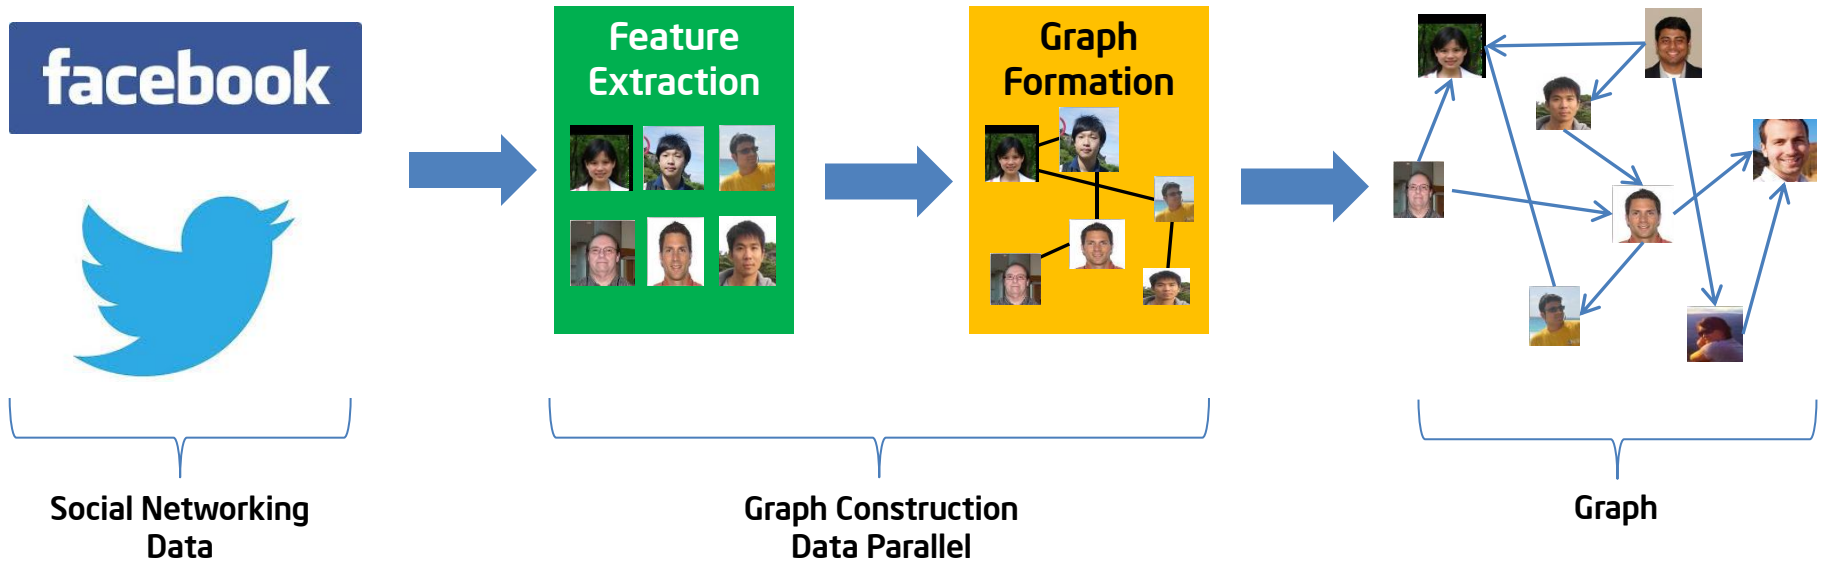 facebook
Feature
Extraction
Graph
Formation
Social Networking
Data
Graph Construction
Data Parallel
Graph